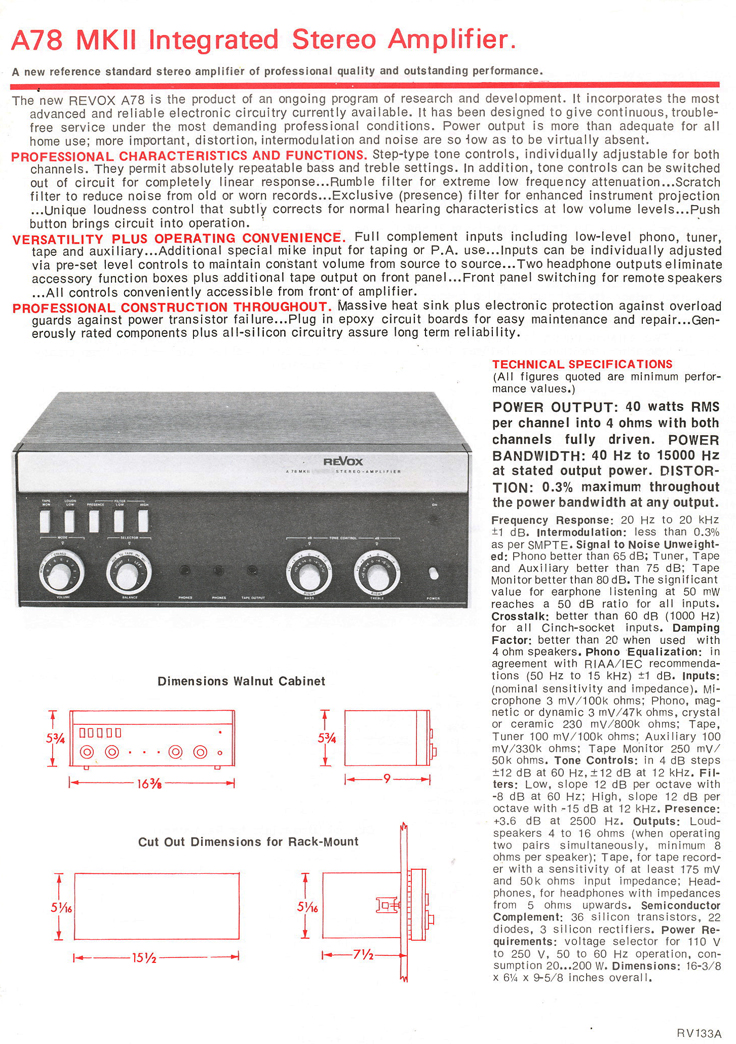 A78 MKII Integrated Stereo Amplifier.
A new reference standard stereo amplifier of professional quality and outstanding performance.
The new REVOX A78 is the product of an ongoing program of research and development. It incorporates the most
advanced and reliable electronic circuitry currently available. It has been designed to give continuous, trouble-
free service under the most demanding professional conditions. Power output is more than adequate for all
home use; more important, distortion, intermodulation and noise are so low as to be virtually absent.
PROFESSIONAL CHARACTERISTICS AND FUNCTIONS. Step-type tone controls, individually adjustable for both
channels. They permit absolutely repeatable bass and treble settings. In addition, tone controls can be switched
out of circuit for completely linear response...Rumble filter for extreme low frequency attenuation...Scratch
filter to reduce noise from old or worn records...Exclusive (presence) filter for enhanced instrument projection
...Unique loudness control that subtly corrects for normal hearing characteristics at low volume levels...Push
button brings circuit into operation.
VERSATILITY PLUS OPERATING CONVENIENCE. Full complement inputs including low-level phono, tuner,
tape and auxiliary...Additional special mike input for taping or P.A. use...Inputs can be individually adjusted
via pre-set level controls to maintain constant volume from source to source...Two headphone outputs eliminate
accessory function boxes plus additional tape output on front panel...Front panel switching for remote speakers
...All controls conveniently accessible from front of amplifier.
PROFESSIONAL CONSTRUCTION THROUGHOUT. Massive heat sink plus electronic protection against overload
guards against power transistor failure...Plug in epoxy circuit boards for easy maintenance and repair...Gen-
erously rated components plus all-silicon circuitry assure long term reliability.
TECHNICAL SPECIFICATIONS
(All figures quoted are minimum perfor-
mance values.)
POWER OUTPUT: 40 watts RMS
per channel into 4 ohms with both
channels fully driven. POWER
BANDWIDTH: 40 Hz to 15000 Hz
at stated output power. DISTOR-
TION: 0.3% maximum throughout
the power bandwidth at any output.
Frequency Response: 20 Hz to 20 kHz
±1 dB. Intermodulation: less than 0.3%
as per SMPTE. Signal to Noise Unweight-
ed: Phono better than 65 dB; Tuner, Tape
and Auxiliary better than 75 dB; Tape
Monitor better than 80 dB. The significant
value for earphone listening at 50 mW
reaches a 50 dB ratio for all inputs.
Crosstalk: better than 60 dB (1000 Hz)
for all Cinch-socket inputs. Damping
Factor: better than 20 when used with
4 ohm speakers. Phono Equalization: in
agreement with RIAA/IEC recommenda-
tions (50 Hz to 15 kHz) ±1 dB. Inputs:
(nominal sensitivity and impedance). Mi-
crophone 3 mV/100k ohms; Phono, mag-
netic or dynamic 3 mV/47k ohms, crystal
or ceramic 230 mV/800k ohms; Tape,
Tuner 100 mV/100k ohms; Auxiliary 100
mV/330k ohms; Tape Monitor 250 mV/
50k ohms. Tone Controls: in 4 dB steps
±12 dB at 60 Hz, ±12 dB at 12 kHz. Fil-
ters: Low, slope 12 dB per octave with
-8 dB at 60 Hz; High, slope 12 dB per
octave with -15 dB at 12 kHz. Presence:
+3.6 dB at 2500 Hz. Outputs: Loud-
speakers 4 to 16 ohms (when operating
two pairs simultaneously, minimum 8
ohms per speaker); Tape, for tape record-
er with a sensitivity of at least 175 mV
and 50k ohms input impedance; Head-
phones, for headphones with impedances
from 5 ohms upwards. Semiconductor
Complement: 36 silicon transistors, 22
diodes, 3 silicon rectifiers. Power Re-
quirements: voltage selector for 110 V
to 250 V, 50 to 60 Hz operation, con-
sumption 20...200 W. Dimensions: 16-3/8
x 6¼ x 9-5/8 inches overall.
REVOX
A 78 MKII STEREO-AMPLIFIER
TAPE MON. LOUDN. LOW PRESENCE FILTER LOW HIGH
MODE SELECTOR TONE CONTROL
VOLUME BALANCE PHONES PHONES TAPE OUTPUT BASS TREBLE POWER
Dimensions Walnut Cabinet
5¾
16⅜
5¾
9
Cut Out Dimensions for Rack-Mount
5 1/16
15½
5 1/16
7½
RV133A